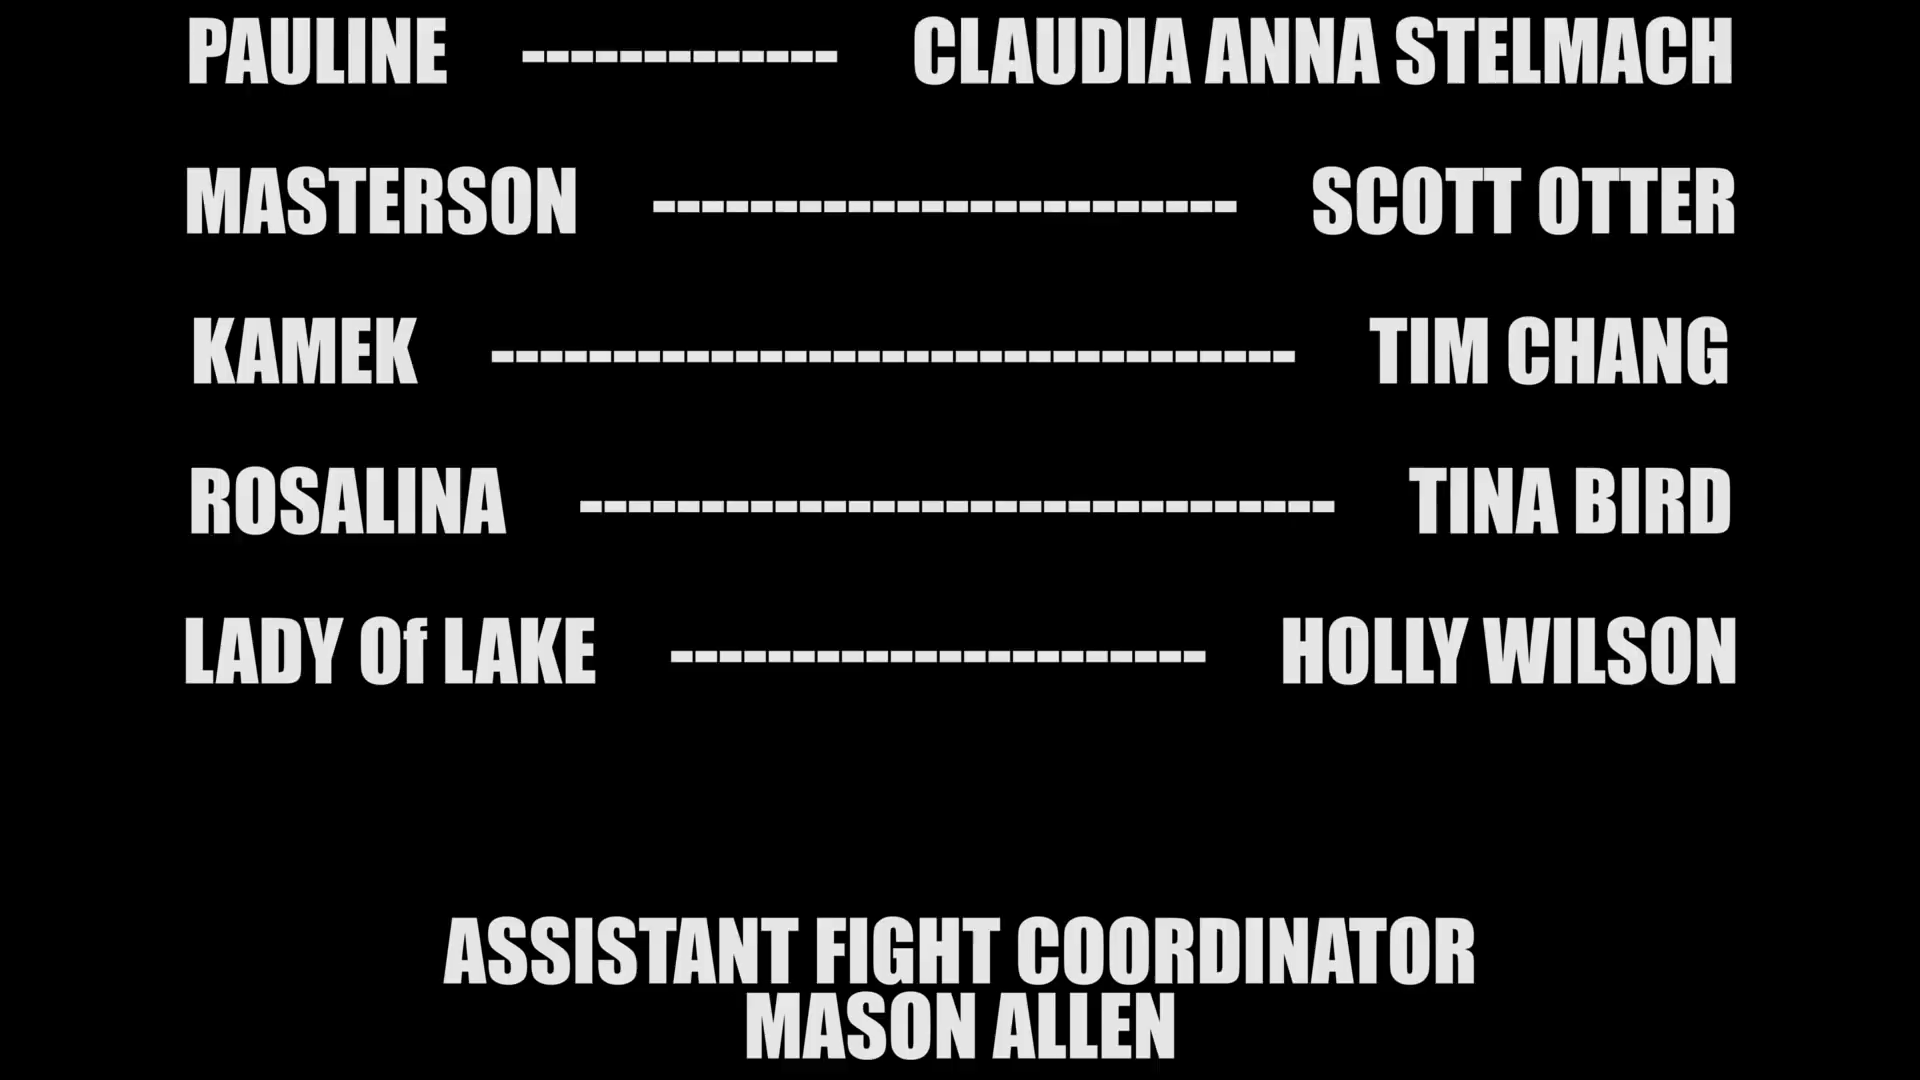 PAULINE ------------- CLAUDIA ANNA STELMACH
MASTERSON ------------------------ SCOTT OTTER
KAMEK --------------------------------- TIM CHANG
ROSALINA ------------------------------- TINA BIRD
LADY Of LAKE ---------------------- HOLLY WILSON
ASSISTANT FIGHT COORDINATOR
MASON ALLEN